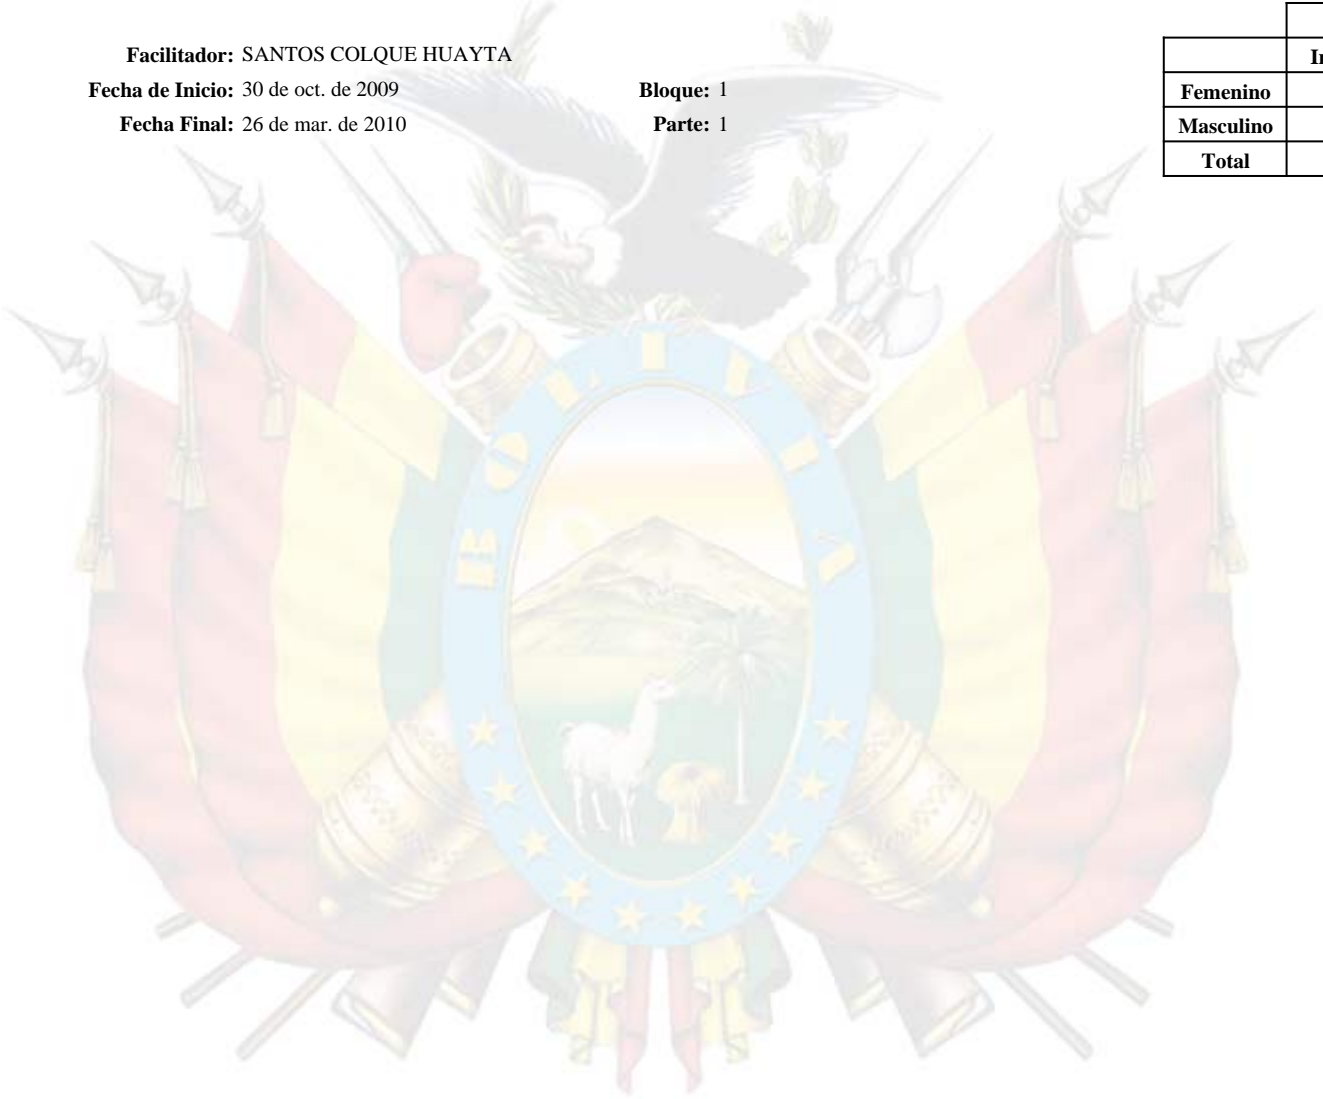 Facilitador: SANTOS COLQUE HUAYTA
Fecha de Inicio: 30 de oct. de 2009 Bloque: 1
Fecha Final: 26 de mar. de 2010 Parte: 1
Femenino
Masculino
Total
BOLIVIA